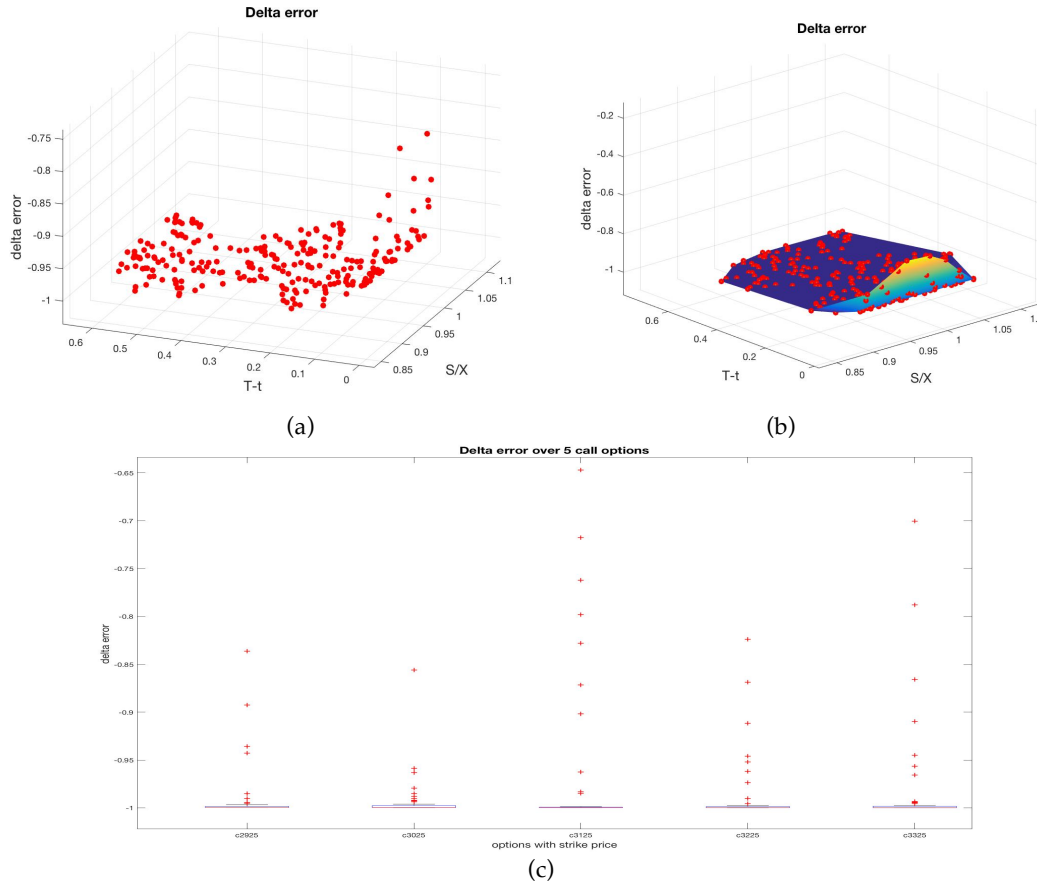 Delta error
-0.75
-0.8
-0.85
-0.9
-0.95
-1
delta error
0.6
0.5
0.4
0.3
0.2
0.1
0
T-t
0.85
0.9
0.95
1
1.05
1.1
S/X
(a)
Delta error
-0.2
-0.4
-0.6
-0.8
-1
delta error
0.6
0.4
0.2
0
T-t
0.85
0.9
0.95
1
1.05
S/X
(b)
Delta error over 5 call options
-0.65
-0.7
-0.75
-0.8
-0.85
-0.9
-0.95
-1
delta error
c2925 c3025 c3125 c3225 c3325
options with strike price
(c)